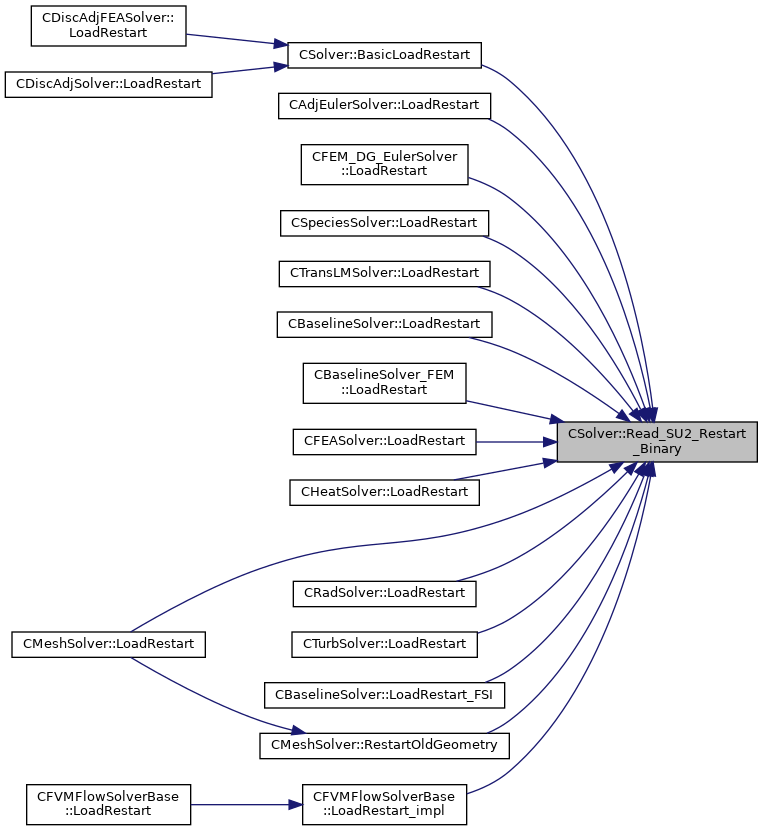 CDiscAdjFEASolver::
LoadRestart
CSolver::BasicLoadRestart
CDiscAdjSolver::LoadRestart
CAdjEulerSolver::LoadRestart
CFEM_DG_EulerSolver
::LoadRestart
CSpeciesSolver::LoadRestart
CTransLMSolver::LoadRestart
CBaselineSolver::LoadRestart
CBaselineSolver_FEM
::LoadRestart
CSolver::Read_SU2_Restart
_Binary
CFEASolver::LoadRestart
CHeatSolver::LoadRestart
CRadSolver::LoadRestart
CMeshSolver::LoadRestart
CTurbSolver::LoadRestart
CBaselineSolver::LoadRestart_FSI
CMeshSolver::RestartOldGeometry
CFVMFlowSolverBase
::LoadRestart
CFVMFlowSolverBase
::LoadRestart_impl